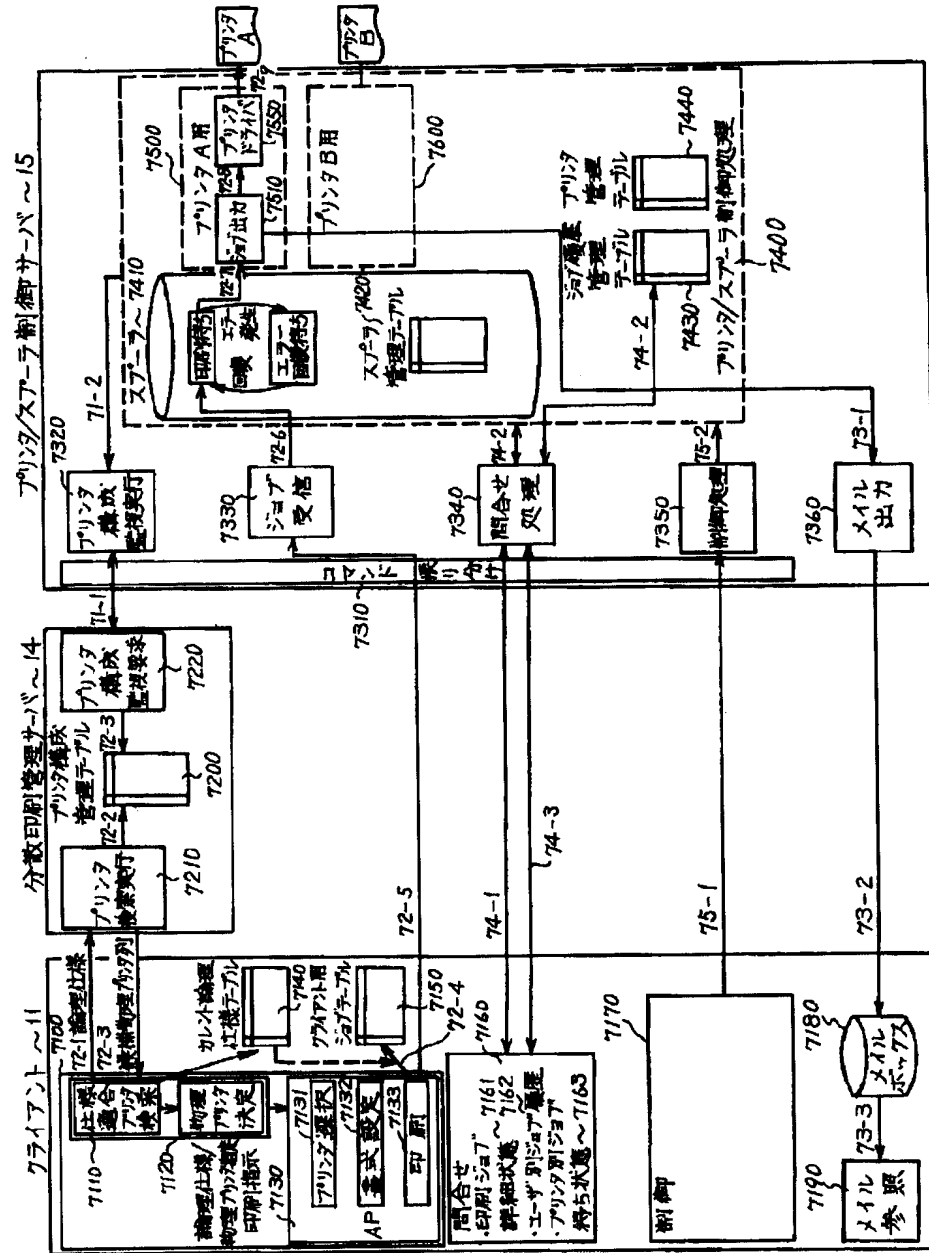 クライアント~11
7100
72-1 論理仕様
72-3
候補物理プリンタ列
7110
仕様
適合
プリンタ
検索
7120
物理
プリンタ
決定
論理仕様/
物理プリンタ指定
印刷指示
7130
プリンタ選択
7131
7132
AP
書式設定
7133
印刷
カレント論理
仕様テーブル
7140
クライアント用
ジョブテーブル
7150
72-4
72-5
7160
問合せ
・印刷ジョブ
詳細状態~7161
・ユーザ別ジョブ履歴
7162
・プリンタ別ジョブ
待ち状態~7163
74-1
74-3
7170
制御
75-1
7180
メイル
ボックス
73-2
73-3
7190
メイル
参照
分散印刷管理サーバ~14
プリンタ構成
管理テーブル
プリンタ
検索実行
7210
72-2
7200
72-3
プリンタ
構成
監視要求
7220
71-1
プリンタ/スプーラ制御サーバ~15
7320
プリンタ
構成
監視実行
71-2
コマンド振り分け
7310
7330
ジョブ
受信
72-6
7340
問合せ
処理
74-2
74-2
7350
制御処理
75-2
7360
メイル
出力
73-1
スプーラ~7410
印刷待ち
エラー
発生
回復
エラー
回復待ち
スプーラ 7420
管理テーブル
72-7
7500
プリンタA用
ジョブ出力
7510
72-8
プリンタ
ドライバ
7550
72-9
プリンタ
A
プリンタB用
7600
プリンタ
B
ジョブ履歴
管理
テーブル
7430
プリンタ
管理
テーブル
7440
プリンタ/スプーラ制御処理
7400